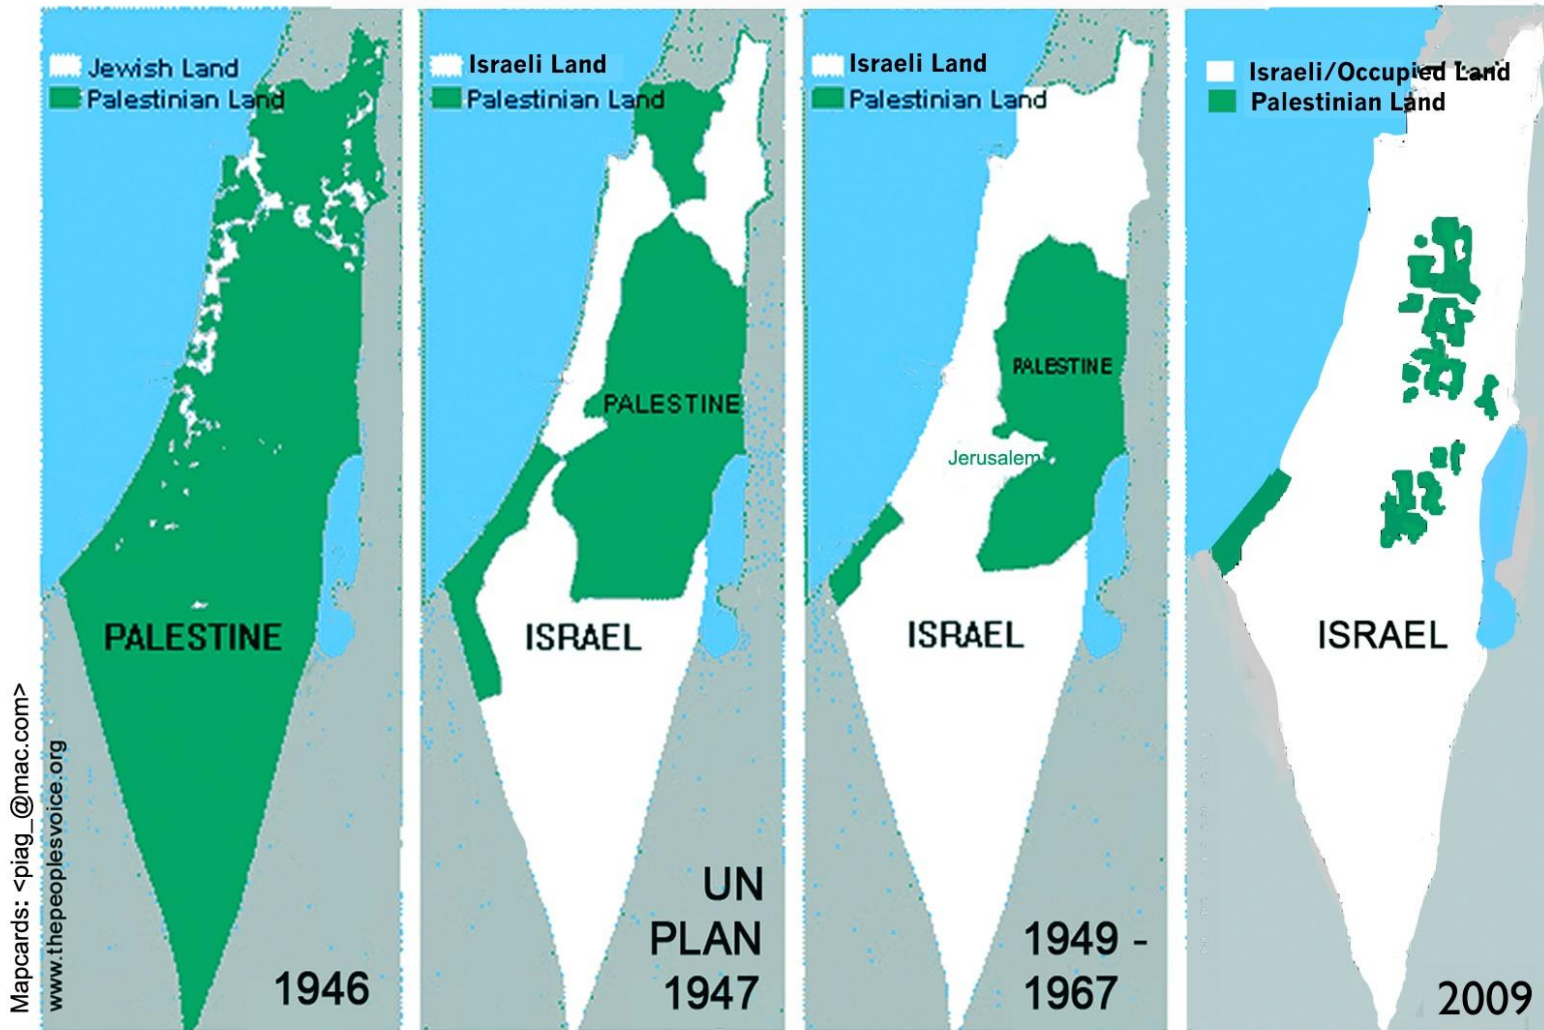 Jewish Land
Palestinian Land
PALESTINE
1946
Israeli Land
Palestinian Land
PALESTINE
ISRAEL
UN
PLAN
1947
Israeli Land
Palestinian Land
PALESTINE
Jerusalem
ISRAEL
1949 -
1967
Israeli/Occupied Land
Palestinian Land
ISRAEL
2009
Mapcards: <piag_@mac.com>
www.thepeoplesvoice.org